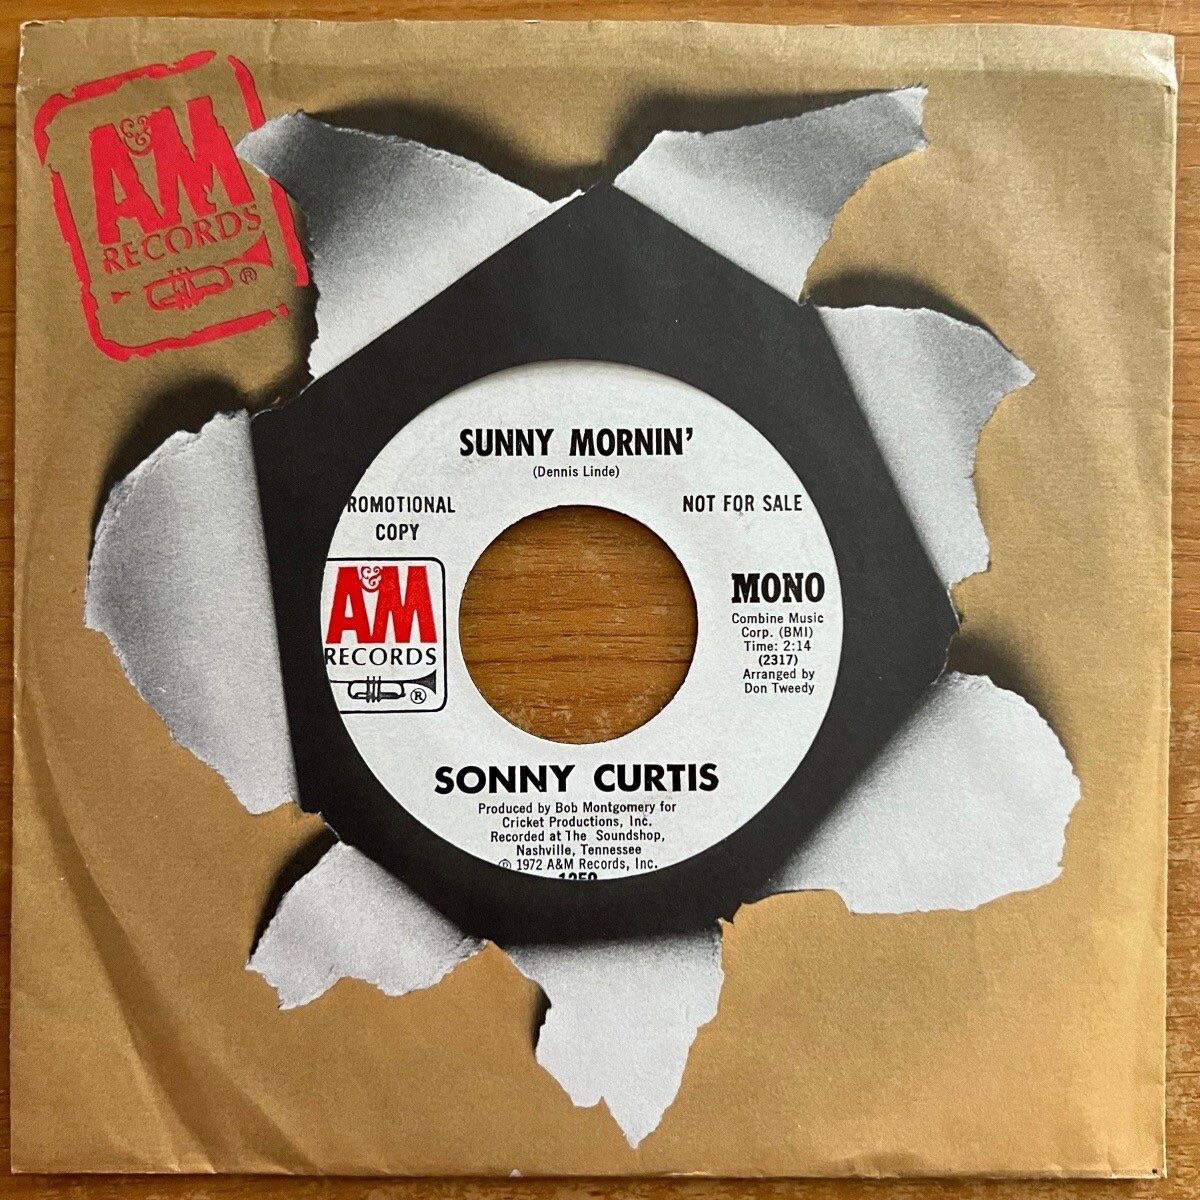 A&M
RECORDS
®
SUNNY MORNIN'
(Dennis Linde)
ROMOTIONAL
COPY
NOT FOR SALE
A&M
RECORDS
®
MONO
Combine Music
Corp. (BMI)
Time: 2:14
(2317)
Arranged by
Don Tweedy
SONNY CURTIS
Produced by Bob Montgomery for
Cricket Productions, Inc.
Recorded at The Soundshop,
Nashville, Tennessee
℗ 1972 A&M Records, Inc.